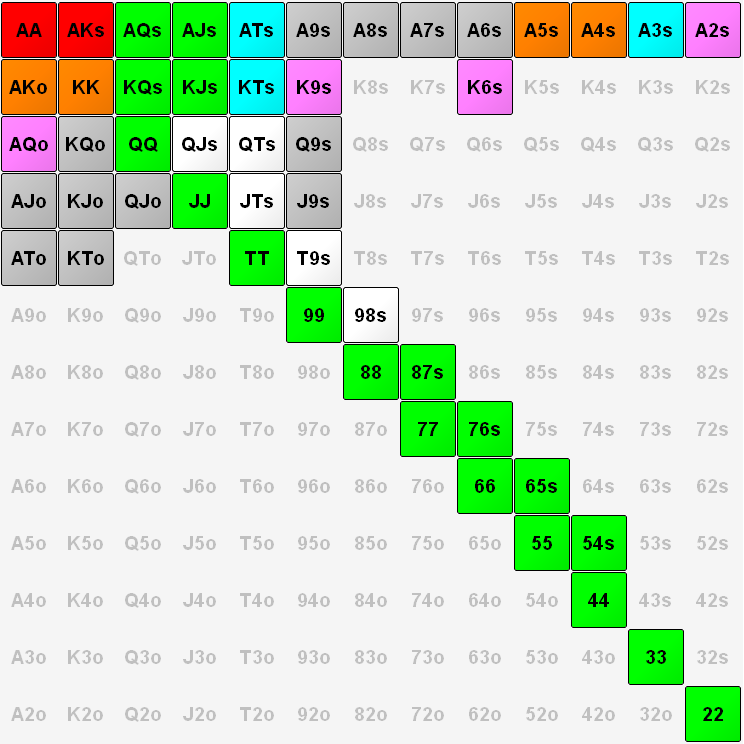 AA AKs AQs AJs ATs A9s A8s A7s A6s A5s A4s A3s A2s
AKo KK KQs KJs KTs K9s K8s K7s K6s K5s K4s K3s K2s
AQo KQo QQ QJs QTs Q9s Q8s Q7s Q6s Q5s Q4s Q3s Q2s
AJo KJo QJo JJ JTs J9s J8s J7s J6s J5s J4s J3s J2s
ATo KTo QTo JTo TT T9s T8s T7s T6s T5s T4s T3s T2s
A9o K9o Q9o J9o T9o 99 98s 97s 96s 95s 94s 93s 92s
A8o K8o Q8o J8o T8o 98o 88 87s 86s 85s 84s 83s 82s
A7o K7o Q7o J7o T7o 97o 87o 77 76s 75s 74s 73s 72s
A6o K6o Q6o J6o T6o 96o 86o 76o 66 65s 64s 63s 62s
A5o K5o Q5o J5o T5o 95o 85o 75o 65o 55 54s 53s 52s
A4o K4o Q4o J4o T4o 94o 84o 74o 64o 54o 44 43s 42s
A3o K3o Q3o J3o T3o 93o 83o 73o 63o 53o 43o 33 32s
A2o K2o Q2o J2o T2o 92o 82o 72o 62o 52o 42o 32o 22